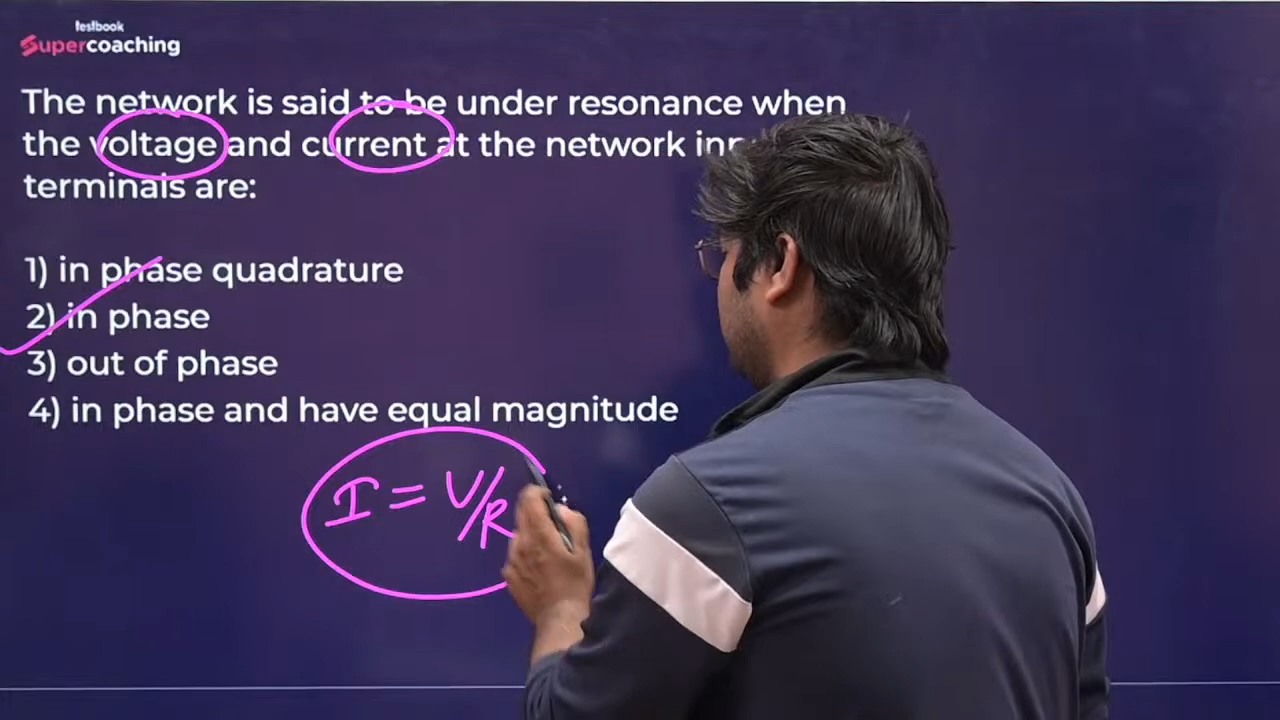 testbook
Supercoaching
The network is said to be under resonance when
the voltage and current at the network
terminals are:
1) in phase quadrature
2) in phase
3) out of phase
4) in phase and have equal magnitude
I = V/R